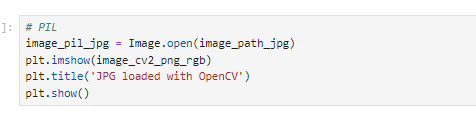 ]:
# PIL
image_pil_jpg = Image.open(image_path_jpg)
plt.imshow(image_cv2_png_rgb)
plt.title('JPG loaded with OpenCV')
plt.show()